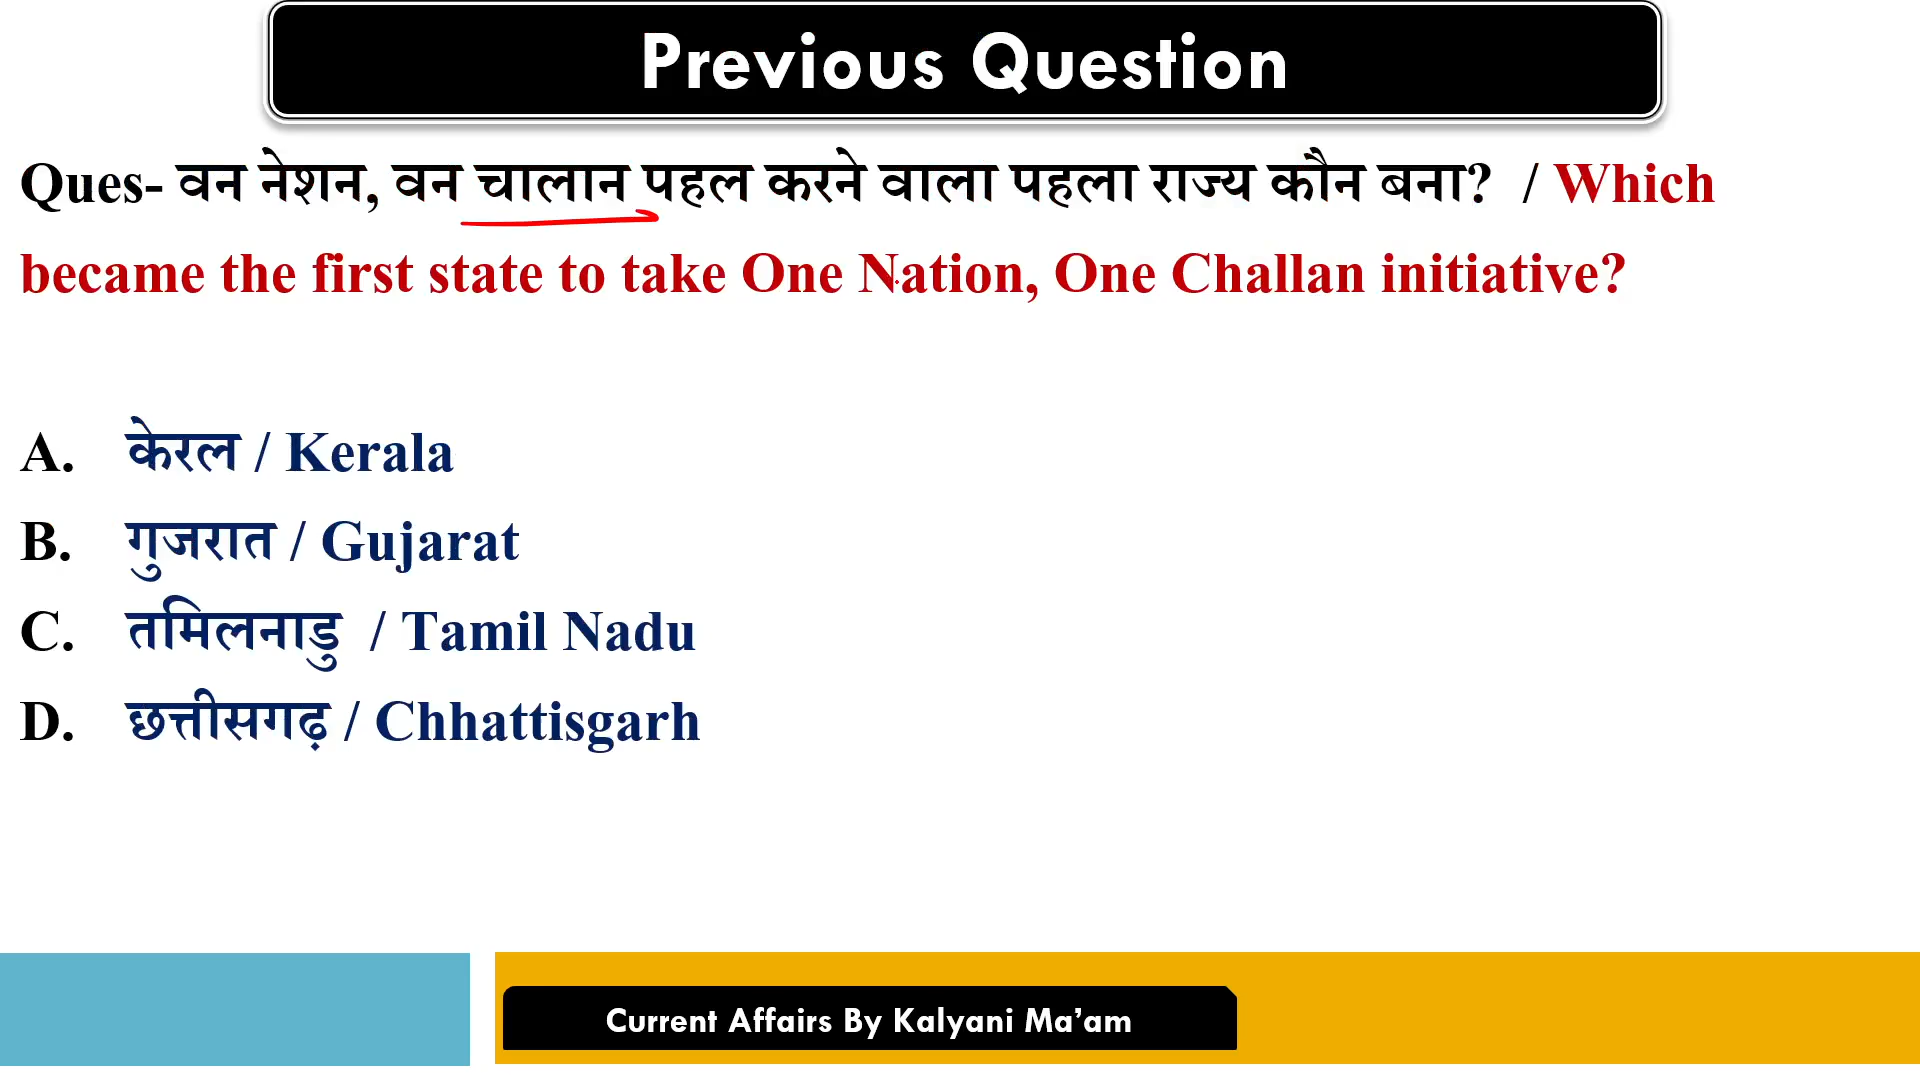 Previous Question
Ques- वन नेशन, वन चालान पहल करने वाला पहला राज्य कौन बना? / Which
became the first state to take One Nation, One Challan initiative?
A. केरल / Kerala
B. गुजरात / Gujarat
C. तमिलनाडु / Tamil Nadu
D. छत्तीसगढ़ / Chhattisgarh
Current Affairs By Kalyani Ma’am